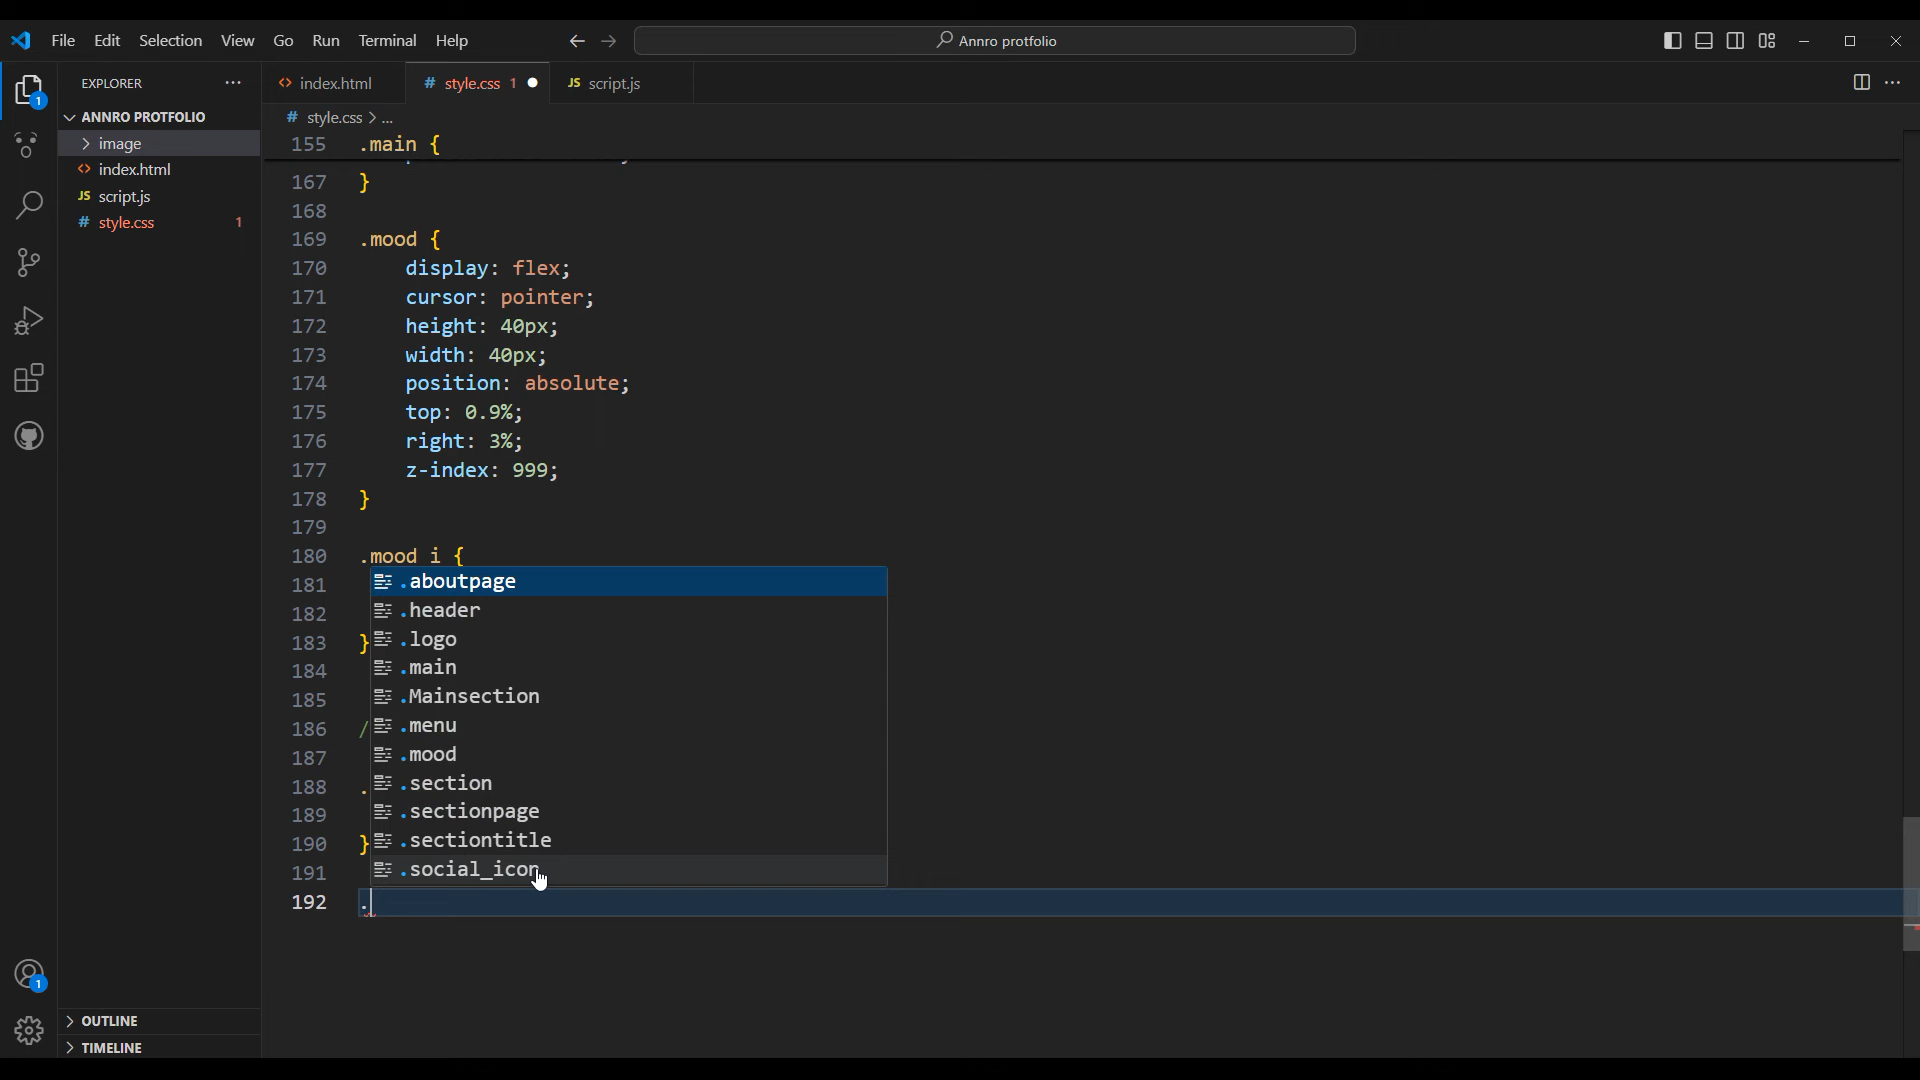 File Edit Selection View Go Run Terminal Help Annro protfolio
EXPLORER index.html style.css 1 script.js
ANNRO PROTFOLIO
image
index.html
script.js
style.css 1
style.css > ...
155 .main {
167 }
168
169 .mood {
170 display: flex;
171 cursor: pointer;
172 height: 40px;
173 width: 40px;
174 position: absolute;
175 top: 0.9%;
176 right: 3%;
177 z-index: 999;
178 }
179
180 .mood i {
181 .aboutpage
182 .header
183 } .logo
184 .main
185 .Mainsection
186 / .menu
187 .mood
188 . .section
189 .sectionpage
190 } .sectiontitle
191 .social_icon
192 .
1
1
OUTLINE
TIMELINE